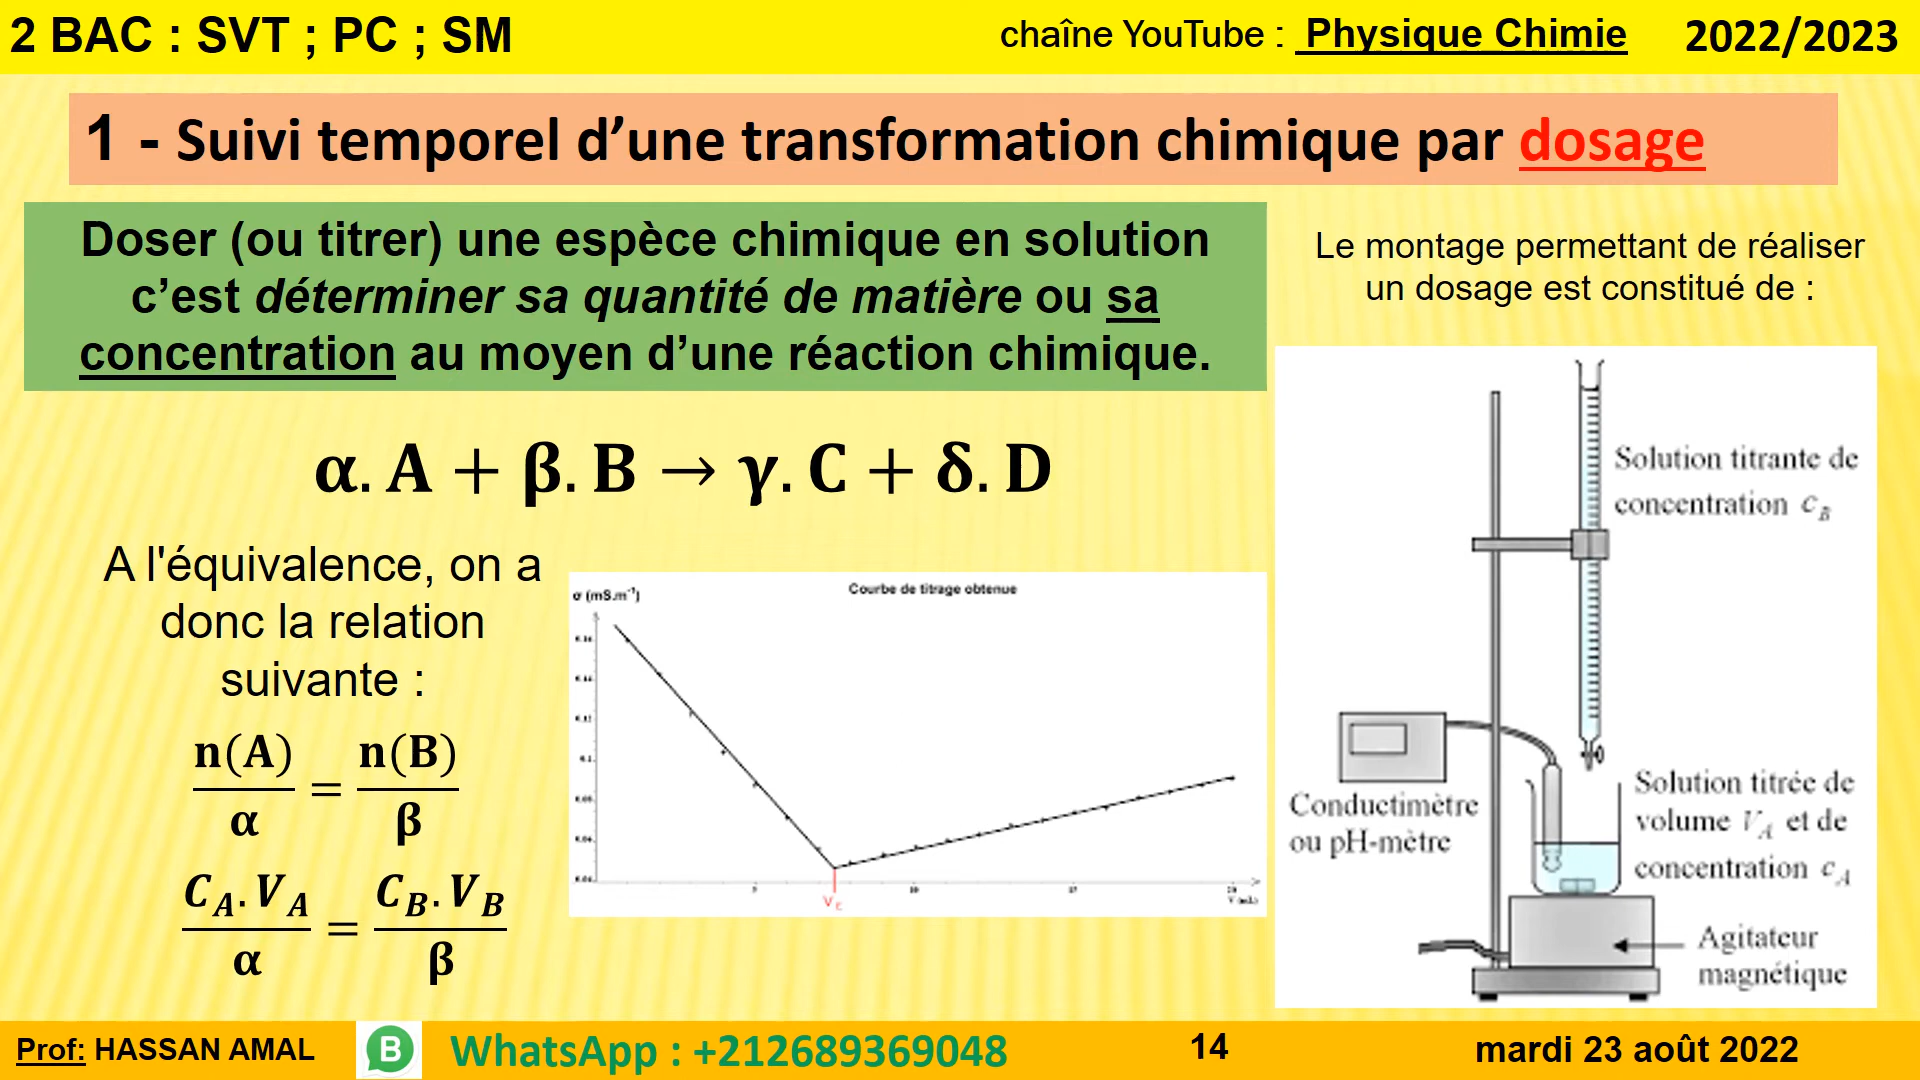 2 BAC : SVT ; PC ; SM
chaîne YouTube : Physique Chimie
2022/2023
1 - Suivi temporel d’une transformation chimique par dosage
Doser (ou titrer) une espèce chimique en solution
c’est déterminer sa quantité de matière ou sa
concentration au moyen d’une réaction chimique.
α. A + β. B → γ. C + δ. D
A l'équivalence, on a
donc la relation
suivante :
n(A)/α = n(B)/β
C_A.V_A/α = C_B.V_B/β
Courbe de titrage obtenue
σ (mS.m⁻¹)
V_E
V (mL)
Le montage permettant de réaliser
un dosage est constitué de :
Solution titrante de
concentration c_B
Conductimètre
ou pH-mètre
Solution titrée de
volume V_A et de
concentration c_A
Agitateur
magnétique
Prof: HASSAN AMAL
B
WhatsApp : +212689369048
14
mardi 23 août 2022